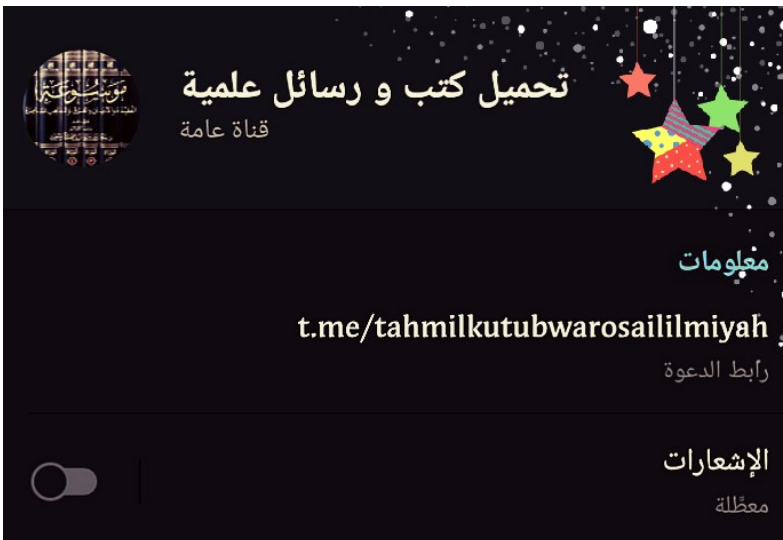 تحميل كتب و رسائل علمية
قناة عامة
معلومات
t.me/tahmilkutubwarosaililmiyah
رابط الدعوة
الإشعارات
معطَّلة